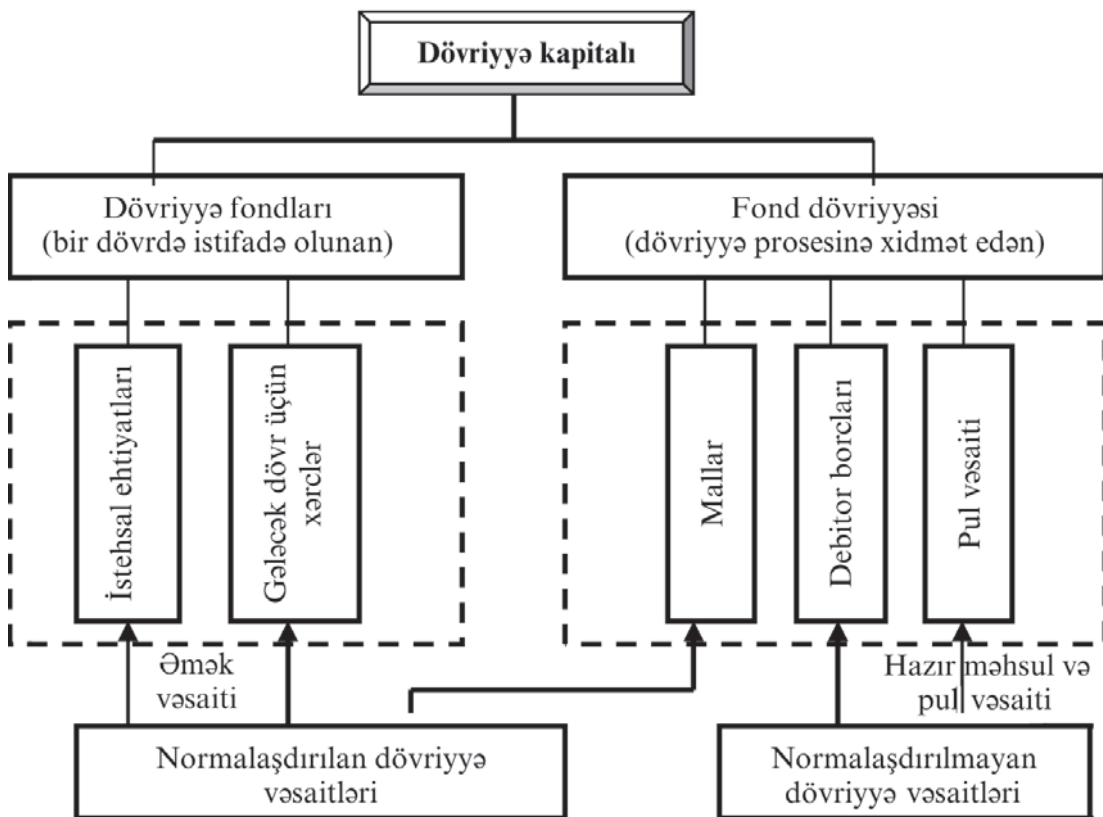 Dövriyyə kapitalı
Dövriyyə fondları
(bir dövrdə istifadə olunan)
Fond dövriyyəsi
(dövriyyə prosesinə xidmət edən)
İstehsal ehtiyatları
Gələcək dövr üçün
xərclər
Mallar
Debitor borcları
Pul vəsaiti
Əmək
vəsaiti
Hazır məhsul və
pul vəsaiti
Normalaşdırılan dövriyyə
vəsaitləri
Normalaşdırılmayan
dövriyyə vəsaitləri